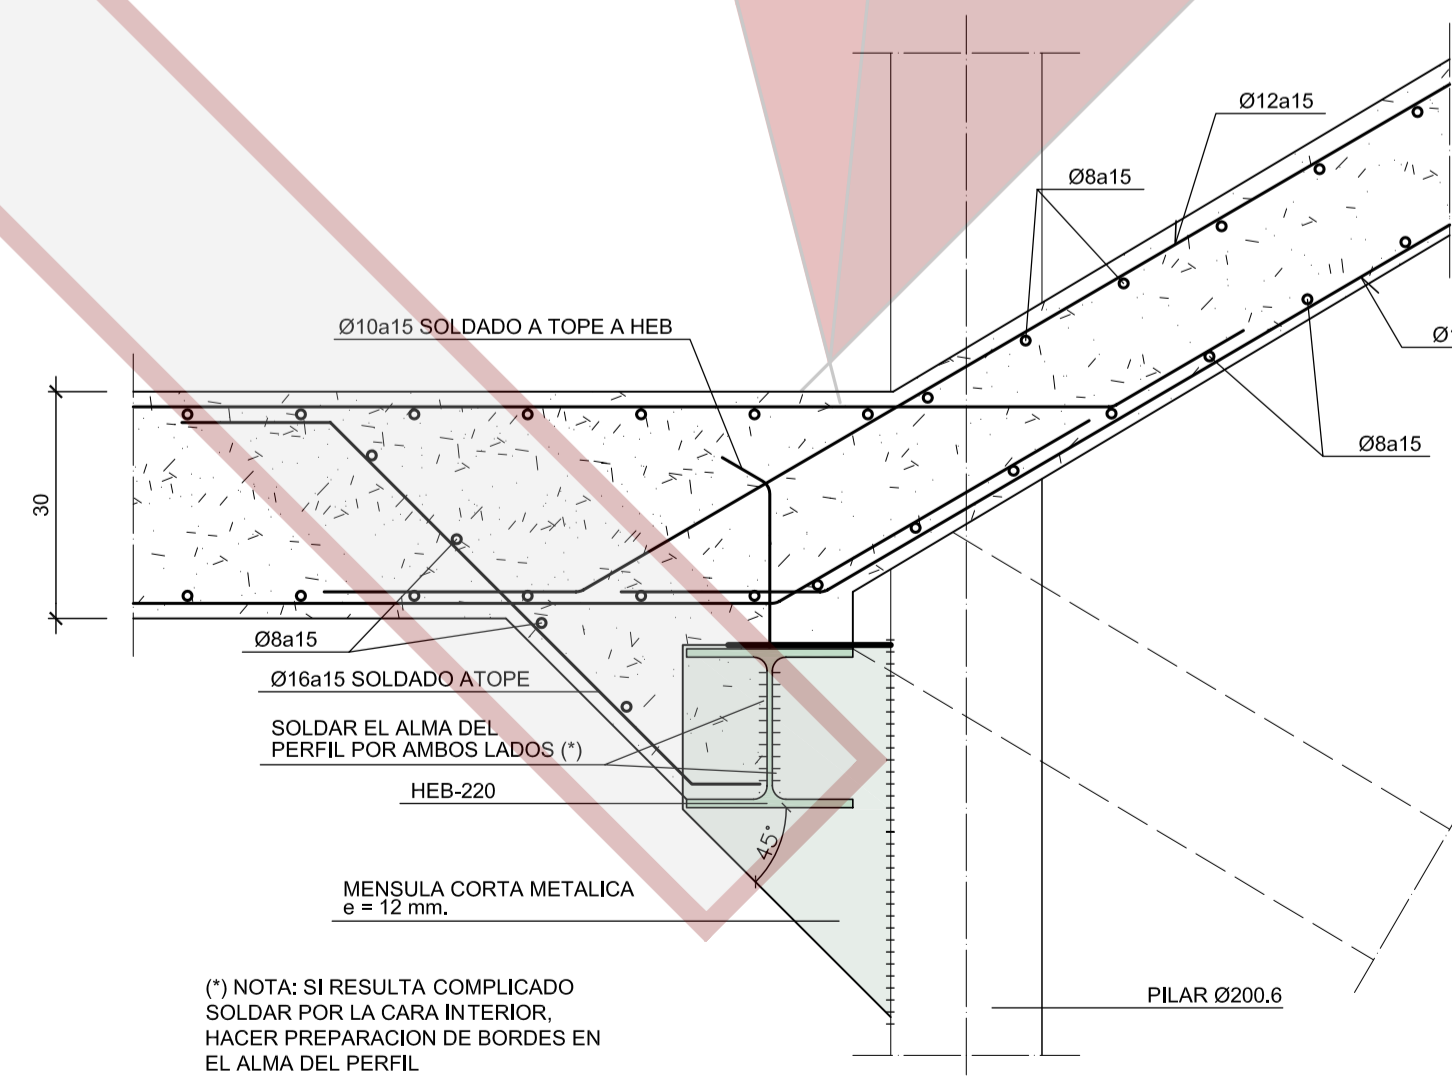 Ø12a15
Ø8a15
Ø10a15 SOLDADO A TOPE A HEB
Ø8a15
30
Ø8a15
Ø16a15 SOLDADO A TOPE
SOLDAR EL ALMA DEL
PERFIL POR AMBOS LADOS (*)
HEB-220
45°
MENSULA CORTA METALICA
e = 12 mm.
(*) NOTA: SI RESULTA COMPLICADO
SOLDAR POR LA CARA INTERIOR,
HACER PREPARACION DE BORDES EN
EL ALMA DEL PERFIL
PILAR Ø200.6